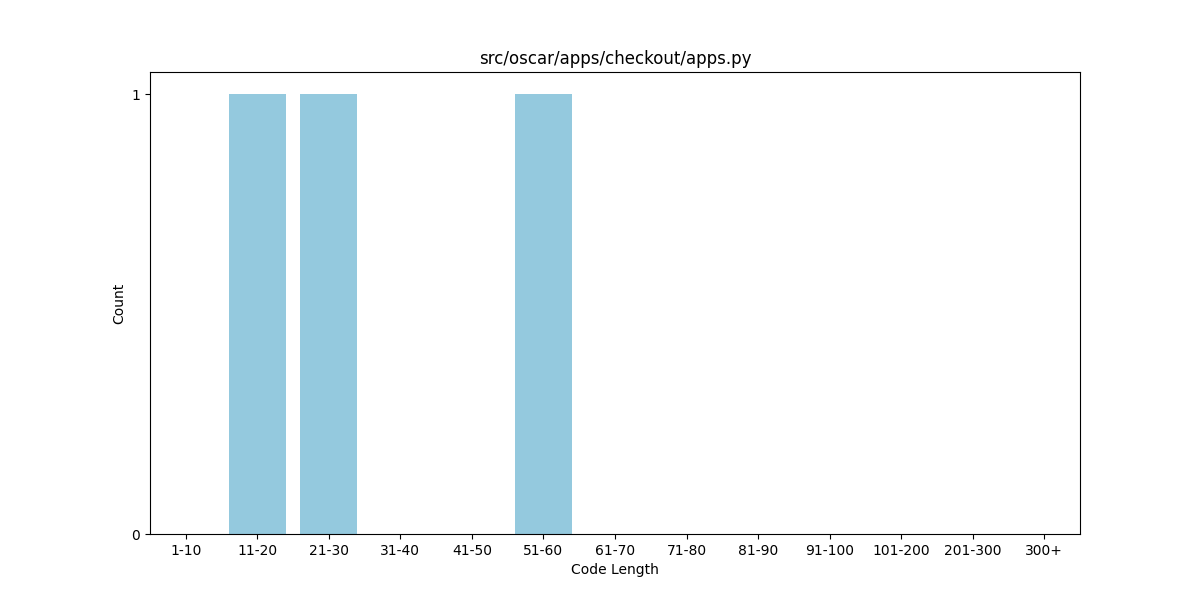 src/oscar/apps/checkout/apps.py
1
Count
0
1-10 11-20 21-30 31-40 41-50 51-60 61-70 71-80 81-90 91-100 101-200 201-300 300+
Code Length